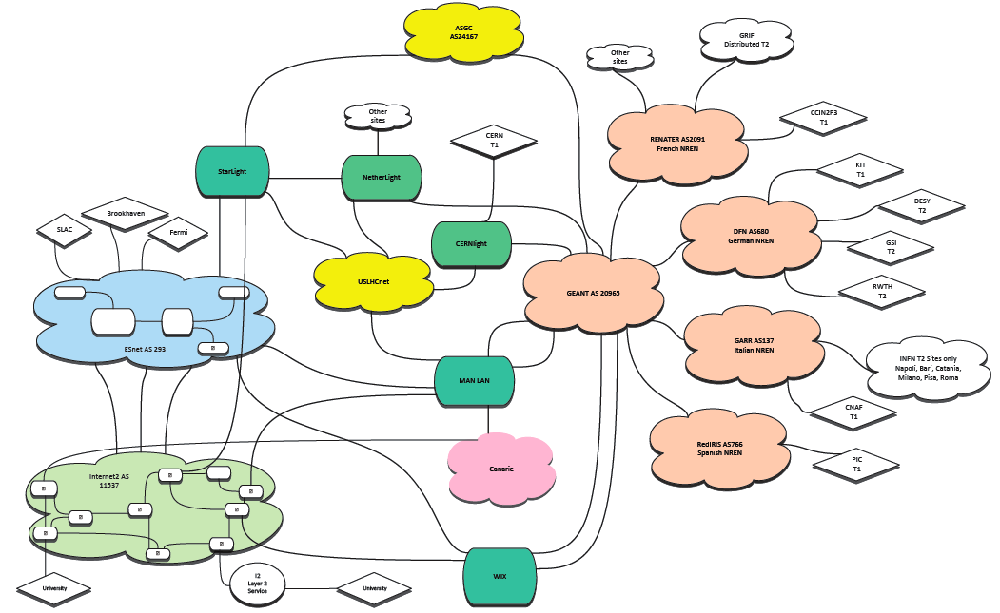 ASGC
AS24167
GRIF
Distributed T2
Other
sites
Other
sites
CCIN2P3
T1
CERN
T1
RENATER AS2091
French NREN
StarLight
NetherLight
KIT
T1
Brookhaven
SLAC
Fermi
DESY
T2
DFN AS680
German NREN
CERNlight
GSI
T2
USLHCnet
GEANT AS 20965
RWTH
T2
ESnet AS 293
GARR AS137
Italian NREN
INFN T2 Sites only
Napoli, Bari, Catania,
Milano, Pisa, Roma
MAN LAN
CNAF
T1
RedIRIS AS766
Spanish NREN
PIC
T1
Canarie
Internet2 AS
11537
WIX
University
I2
Layer 2
Service
University